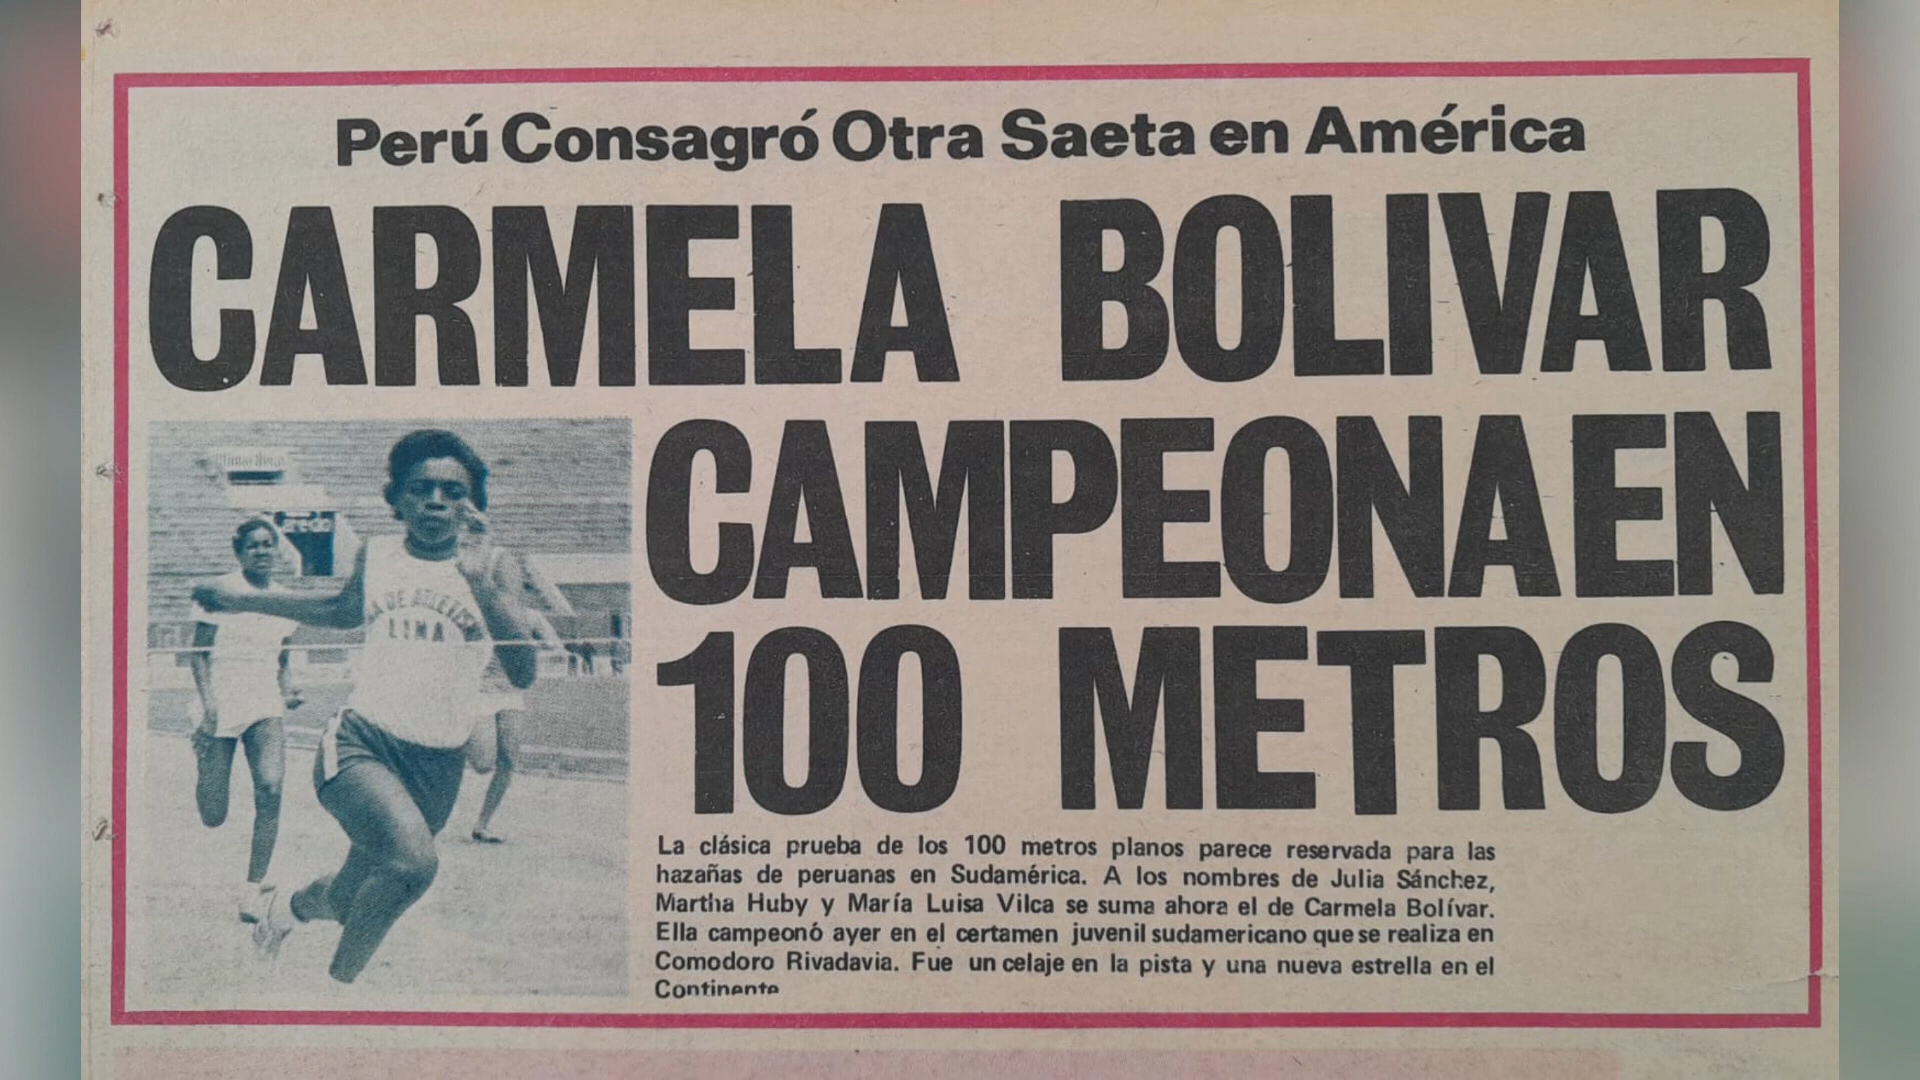 Perú Consagró Otra Saeta en América
CARMELA BOLIVAR
CAMPEONA EN
100 METROS
DE ATLETIS
LIMA
La clásica prueba de los 100 metros planos parece reservada para las
hazañas de peruanas en Sudamérica. A los nombres de Julia Sánchez,
Martha Huby y María Luisa Vilca se suma ahora el de Carmela Bolívar.
Ella campeonó ayer en el certamen juvenil sudamericano que se realiza en
Comodoro Rivadavia. Fue un celaje en la pista y una nueva estrella en el
Continente